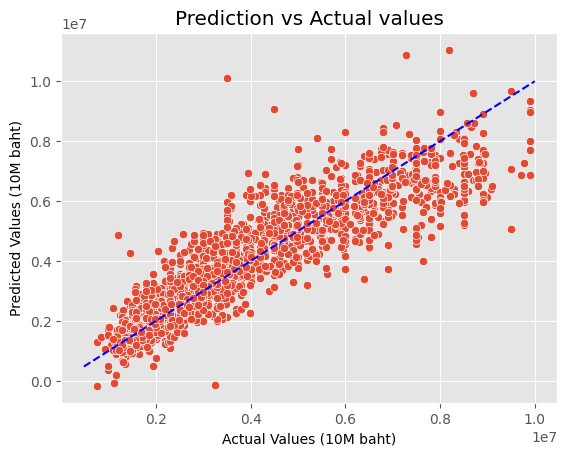 Prediction vs Actual values
1e7
1.0
0.8
0.6
0.4
0.2
0.0
Predicted Values (10M baht)
0.2
0.4
0.6
0.8
1.0
1e7
Actual Values (10M baht)